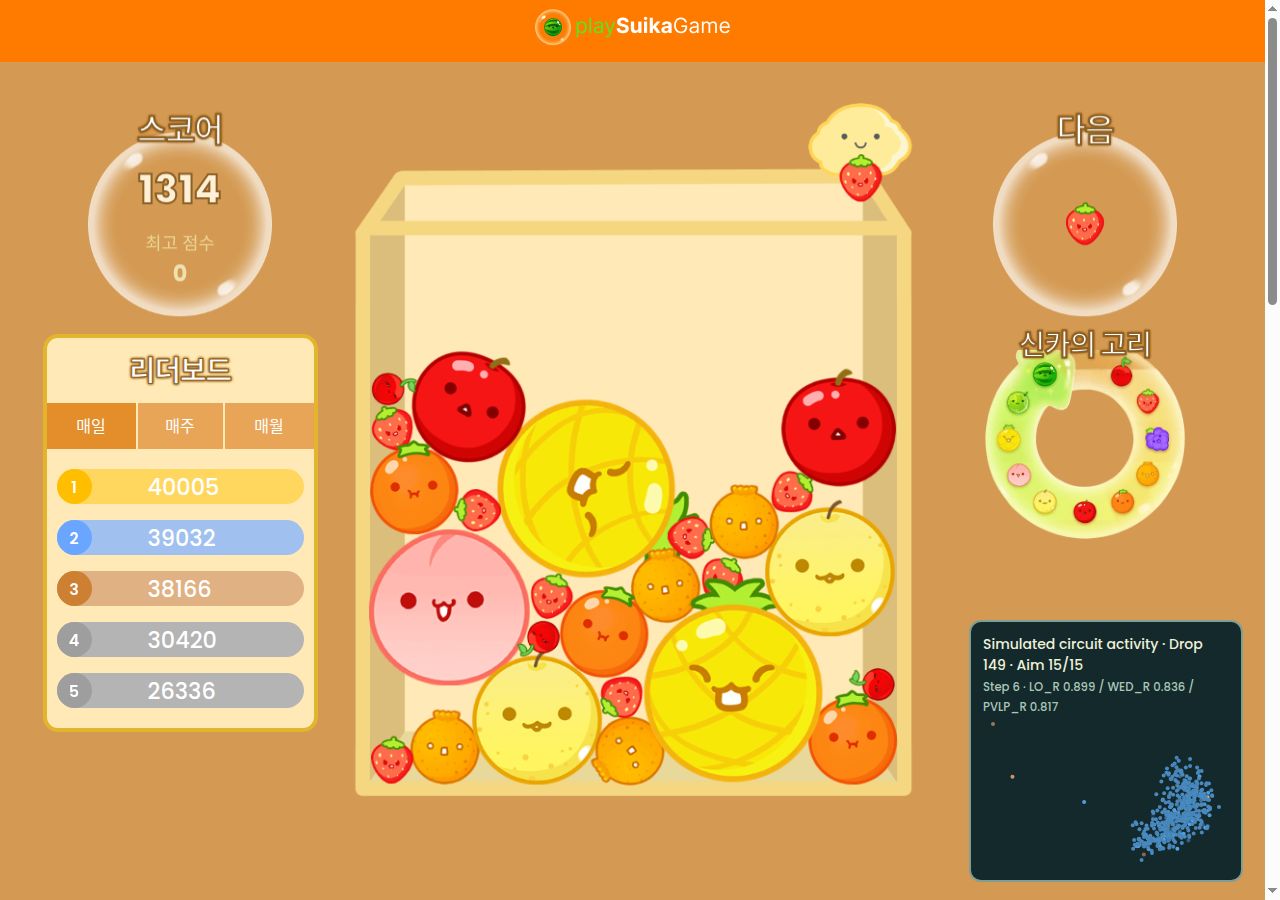 playSuikaGame
스코어
1314
최고 점수
0
다음
리더보드
매일 매주 매월
1 40005
2 39032
3 38166
4 30420
5 26336
신카의 고리
Simulated circuit activity · Drop
149 · Aim 15/15
Step 6 · LO_R 0.899 / WED_R 0.836 /
PVLP_R 0.817